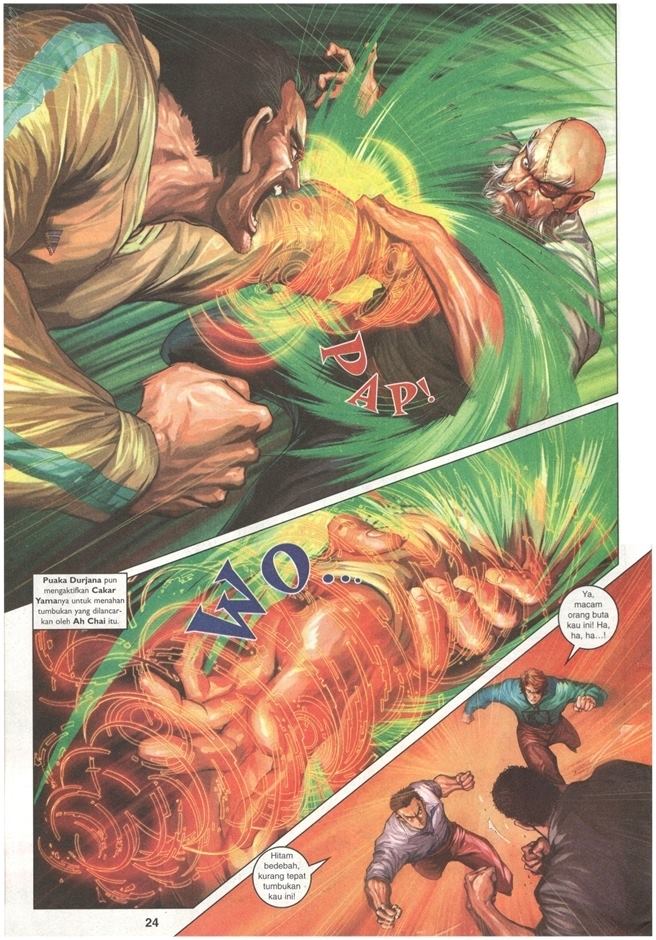 PAP!
WO...
Puaka Durjana pun
mengaktifkan Cakar
Yamanya untuk menahan
tumbukan yang dilancar-
kan oleh Ah Chai itu.
Ya,
macam
orang buta
kau ini! Ha,
ha, ha...!
Hitam
bedebah,
kurang tepat
tumbukan
kau ini!
24